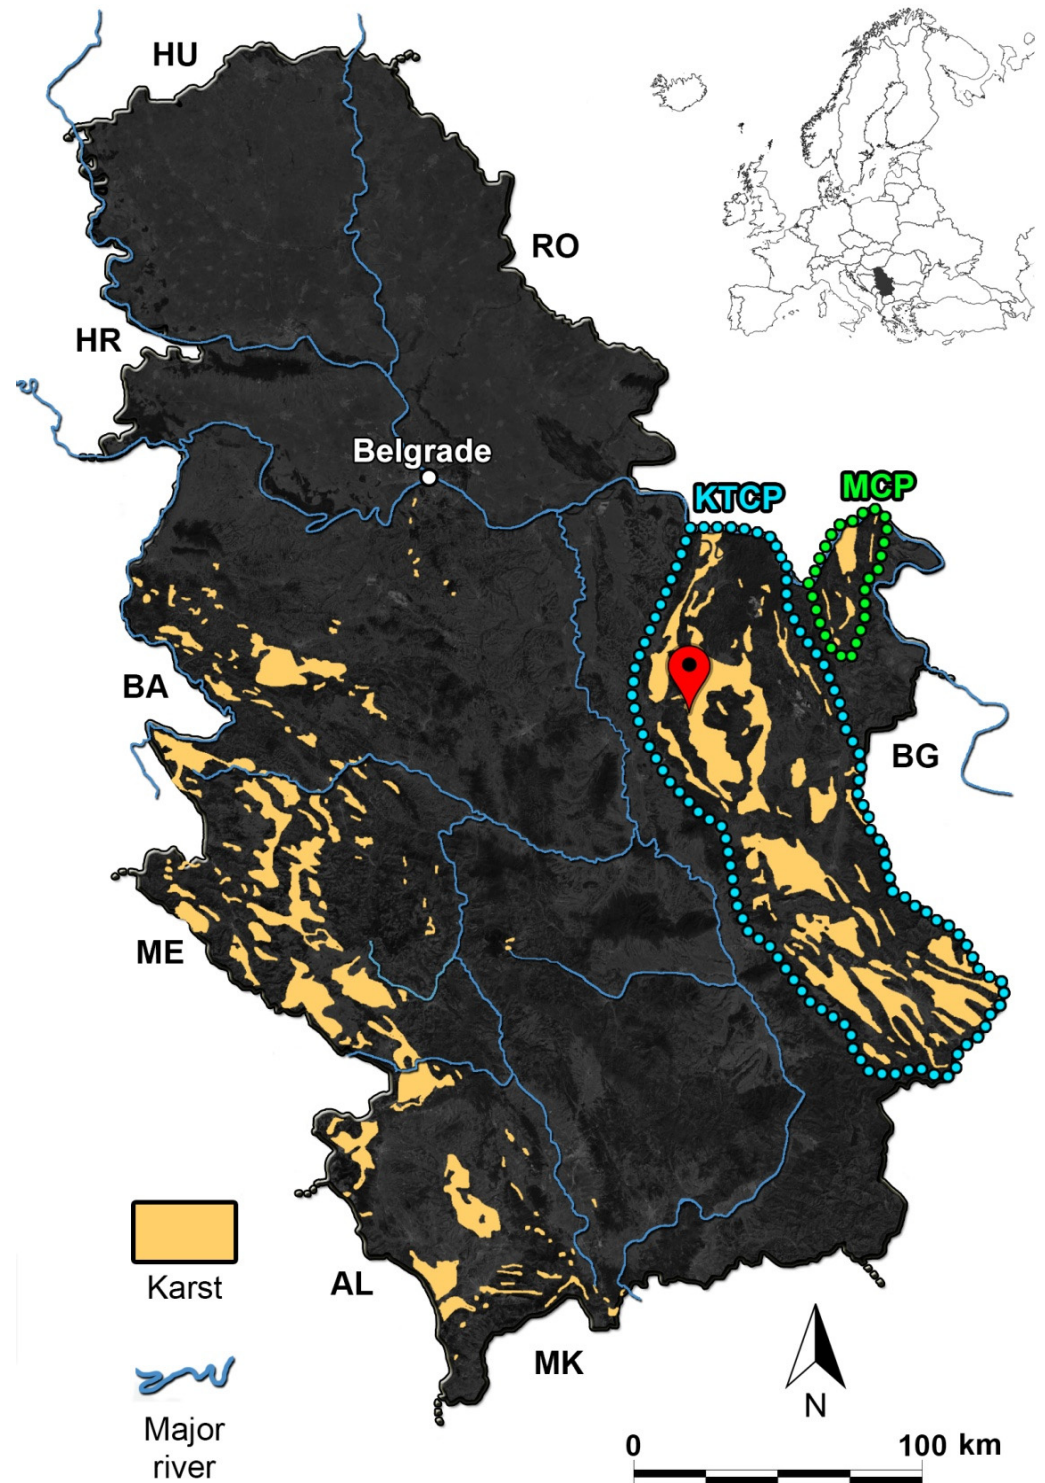 HU
RO
HR
Belgrade
KTCP
MCP
BA
BG
ME
Karst
AL
MK
Major
river
N
0
100 km